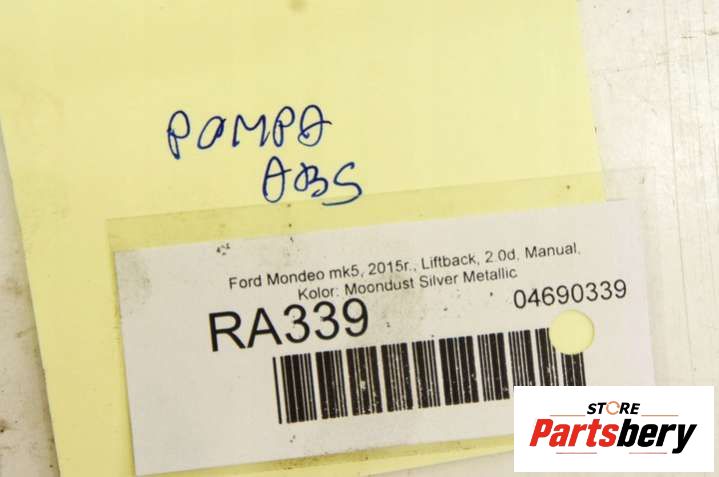 POMPA
ABS
Ford Mondeo mk5, 2015r., Liftback, 2.0d, Manual,
Kolor: Moondust Silver Metallic
RA339
04690339
STORE
Partsbery